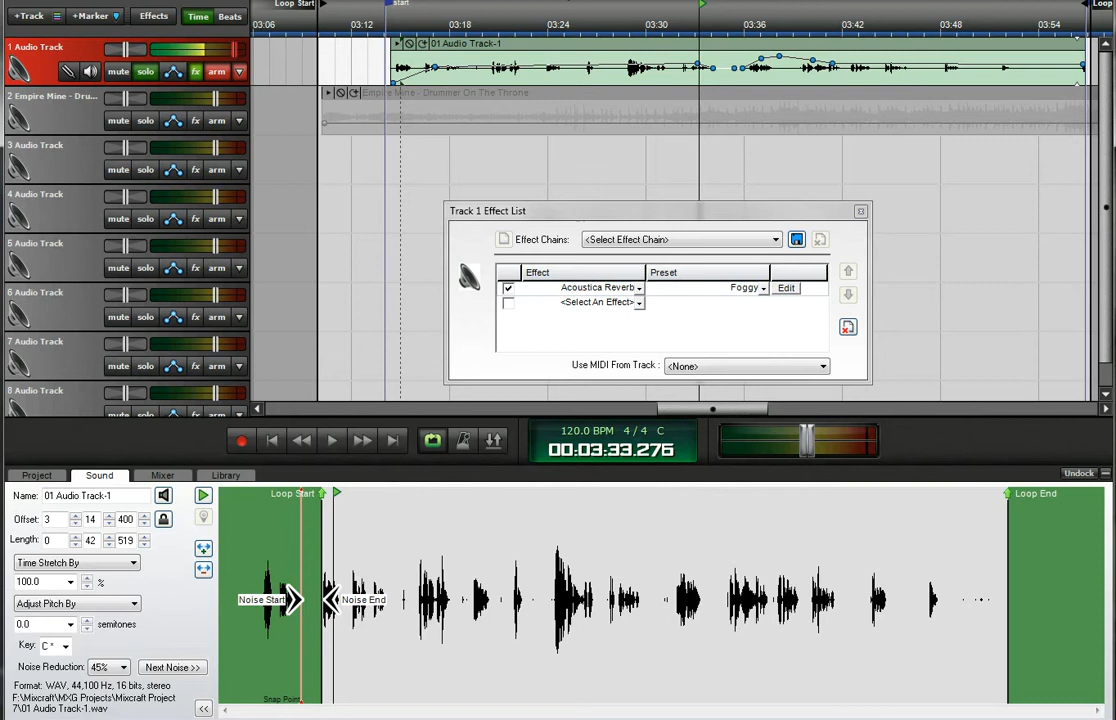 +Track +Marker Effects Time Beats
Loop Start start Loop
03:06 03:12 03:18 03:24 03:30 03:36 03:42 03:48 03:54
1 Audio Track
mute solo fx arm
01 Audio Track-1
2 Empire Mine - Dru...
mute solo fx arm
Empire Mine - Drummer On The Throne
3 Audio Track
mute solo fx arm
4 Audio Track
mute solo fx arm
5 Audio Track
mute solo fx arm
6 Audio Track
mute solo fx arm
7 Audio Track
mute solo fx arm
8 Audio Track
mute solo fx arm
Track 1 Effect List
Effect Chains: <Select Effect Chain>
Effect Preset
Acoustica Reverb Foggy Edit
<Select An Effect>
Use MIDI From Track : <None>
120.0 BPM 4 / 4 C
00:03:33.276
Project Sound Mixer Library Undock
Name: 01 Audio Track-1
Offset: 3 14 400
Length: 0 42 519
Time Stretch By
100.0 %
Adjust Pitch By
0.0 semitones
Key: C *
Noise Reduction: 45% Next Noise >>
Format: WAV, 44,100 Hz, 16 bits, stereo
F:\Mixcraft\MXG Projects\Mixcraft Project
7\01 Audio Track-1.wav
<<
Loop Start Loop End
Noise Start Noise End
Snap Point